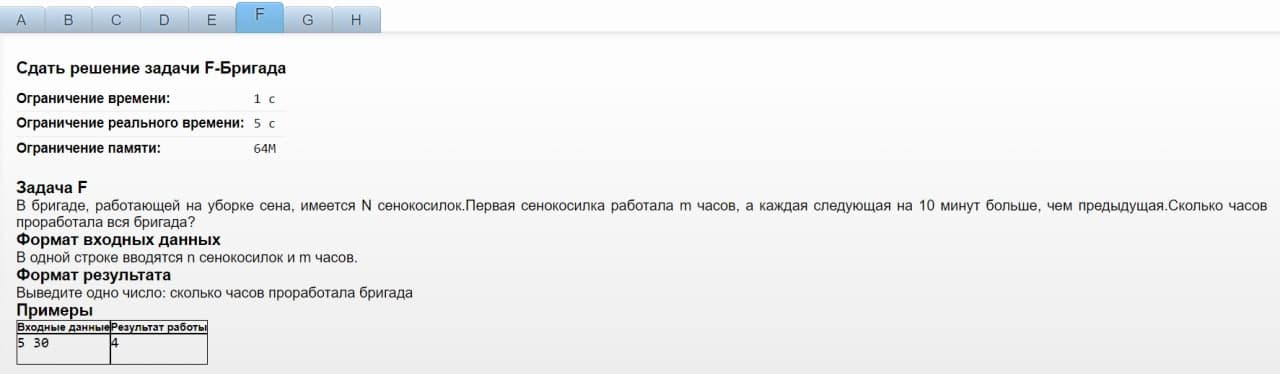 A B C D E F G H
Сдать решение задачи F-Бригада
Ограничение времени: 1 с
Ограничение реального времени: 5 с
Ограничение памяти: 64M
Задача F
В бригаде, работающей на уборке сена, имеется N сенокосилок.Первая сенокосилка работала m часов, а каждая следующая на 10 минут больше, чем предыдущая.Сколько часов
проработала вся бригада?
Формат входных данных
В одной строке вводятся n сенокосилок и m часов.
Формат результата
Выведите одно число: сколько часов проработала бригада
Примеры
Входные данные Результат работы
5 30 4